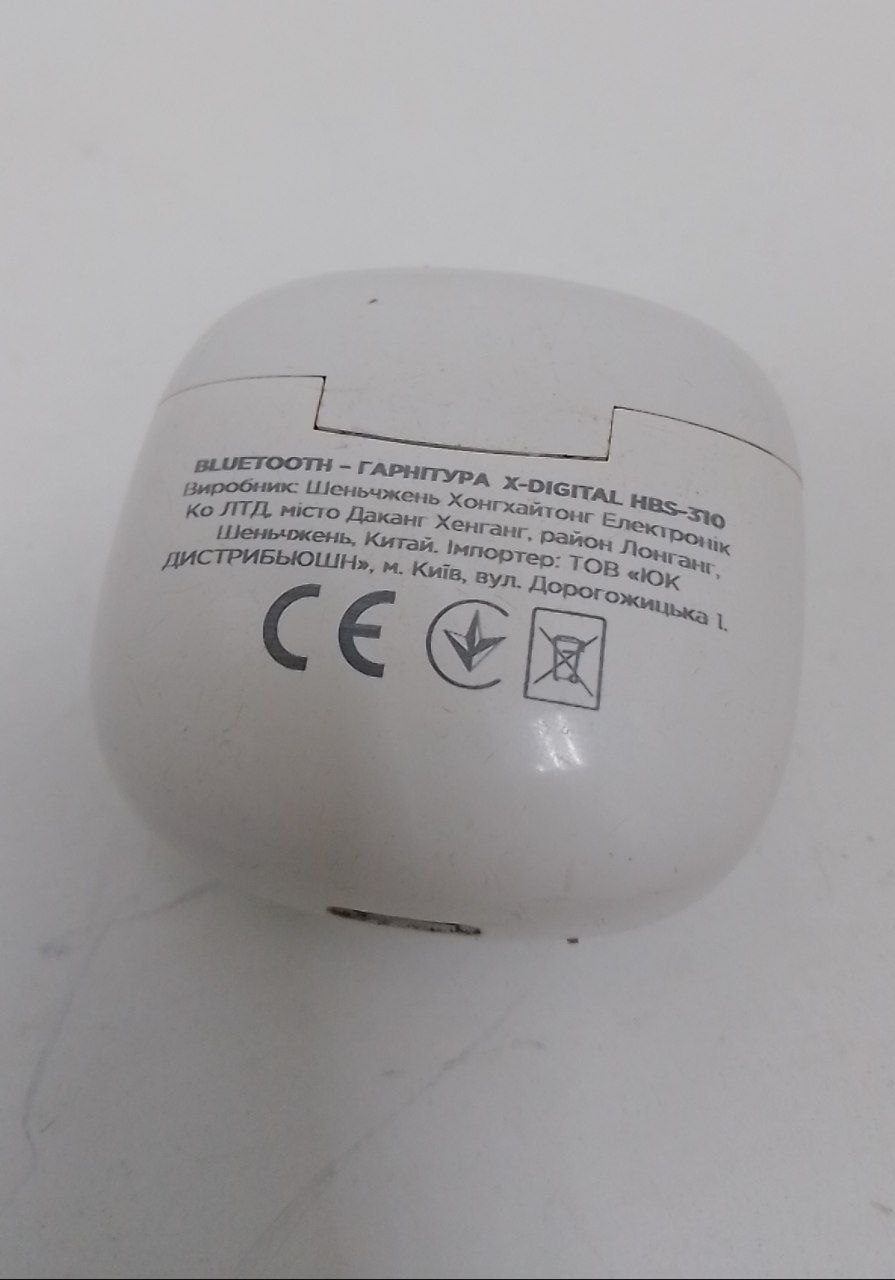 BLUETOOTH – ГАРНІТУРА X-DIGITAL HBS-310
Виробник: Шеньчжень Хонгхайтонг Електронік
Ко ЛТД, місто Даканг Хенганг, район Лонганг,
Шеньчжень, Китай. Імпортер: ТОВ «ЮК
ДИСТРИБЬЮШН», м. Київ, вул. Дорогожицька 1.
CE